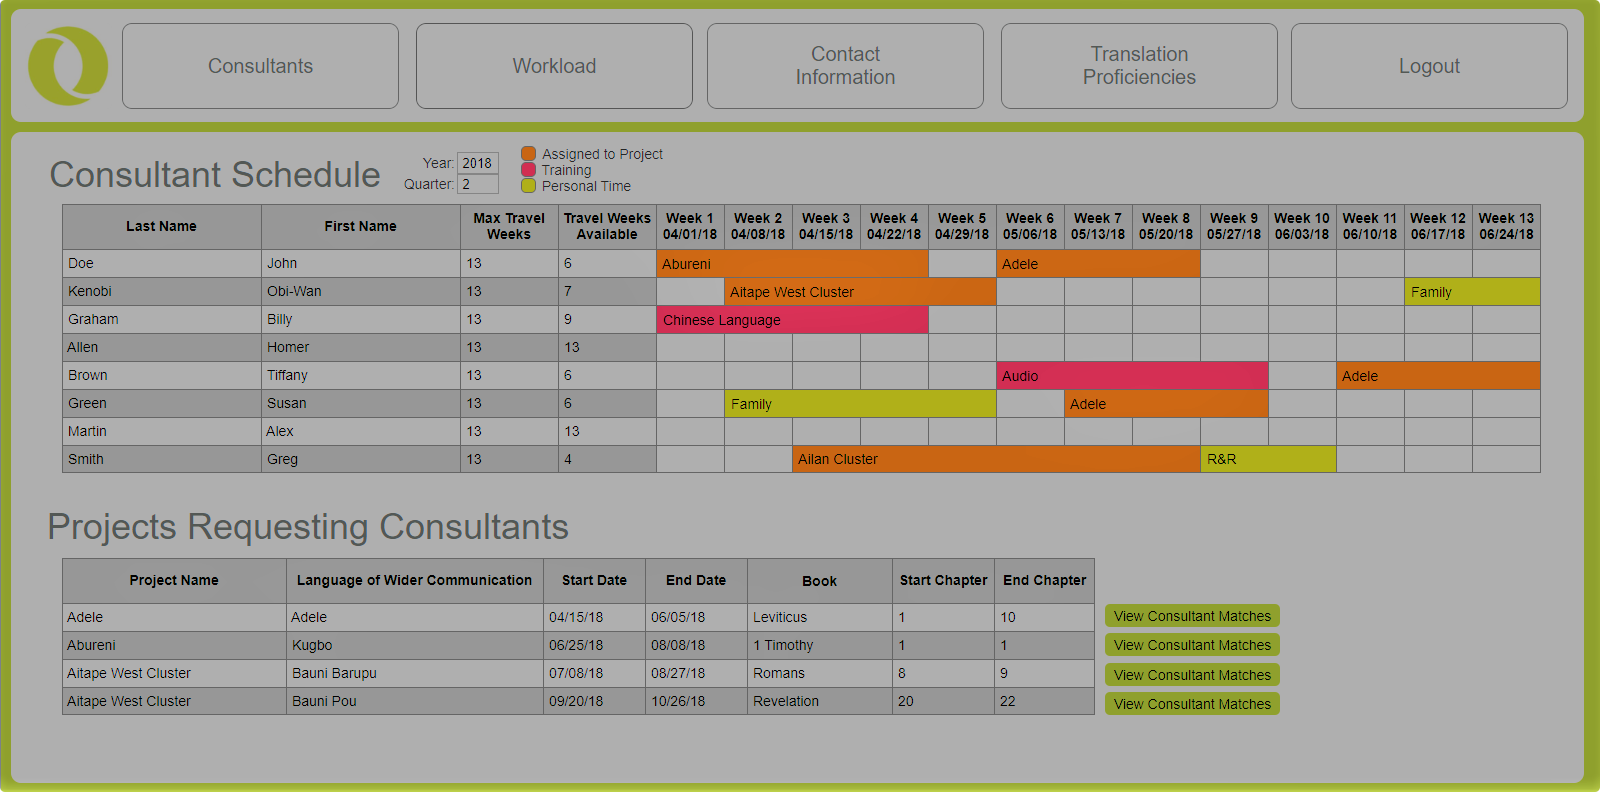 Consultants
Workload
Contact
Information
Translation
Proficiencies
Logout
Consultant Schedule
Year: 2018
Quarter: 2
Assigned to Project
Training
Personal Time
Last Name First Name Max Travel Weeks Travel Weeks Available Week 1 04/01/18 Week 2 04/08/18 Week 3 04/15/18 Week 4 04/22/18 Week 5 04/29/18 Week 6 05/06/18 Week 7 05/13/18 Week 8 05/20/18 Week 9 05/27/18 Week 10 06/03/18 Week 11 06/10/18 Week 12 06/17/18 Week 13 06/24/18
Doe John 13 6 Abureni Adele
Kenobi Obi-Wan 13 7 Aitape West Cluster Family
Graham Billy 13 9 Chinese Language
Allen Homer 13 13
Brown Tiffany 13 6 Audio Adele
Green Susan 13 6 Family Adele
Martin Alex 13 13
Smith Greg 13 4 Ailan Cluster R&R
Projects Requesting Consultants
Project Name Language of Wider Communication Start Date End Date Book Start Chapter End Chapter
Adele Adele 04/15/18 06/05/18 Leviticus 1 10 View Consultant Matches
Abureni Kugbo 06/25/18 08/08/18 1 Timothy 1 1 View Consultant Matches
Aitape West Cluster Bauni Barupu 07/08/18 08/27/18 Romans 8 9 View Consultant Matches
Aitape West Cluster Bauni Pou 09/20/18 10/26/18 Revelation 20 22 View Consultant Matches